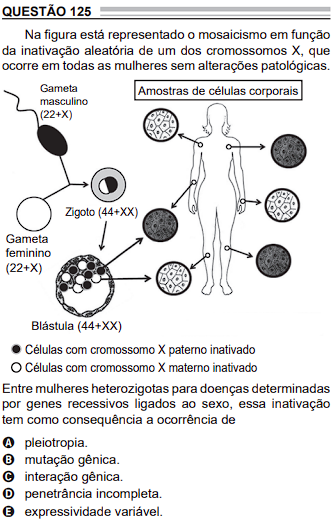 QUESTÃO 125
Na figura está representado o mosaicismo em função
da inativação aleatória de um dos cromossomos X, que
ocorre em todas as mulheres sem alterações patológicas.
Gameta
masculino
(22+X)
Amostras de células corporais
Zigoto (44+XX)
Gameta
feminino
(22+X)
Blástula (44+XX)
Células com cromossomo X paterno inativado
Células com cromossomo X materno inativado
Entre mulheres heterozigotas para doenças determinadas
por genes recessivos ligados ao sexo, essa inativação
tem como consequência a ocorrência de
A pleiotropia.
B mutação gênica.
C interação gênica.
D penetrância incompleta.
E expressividade variável.